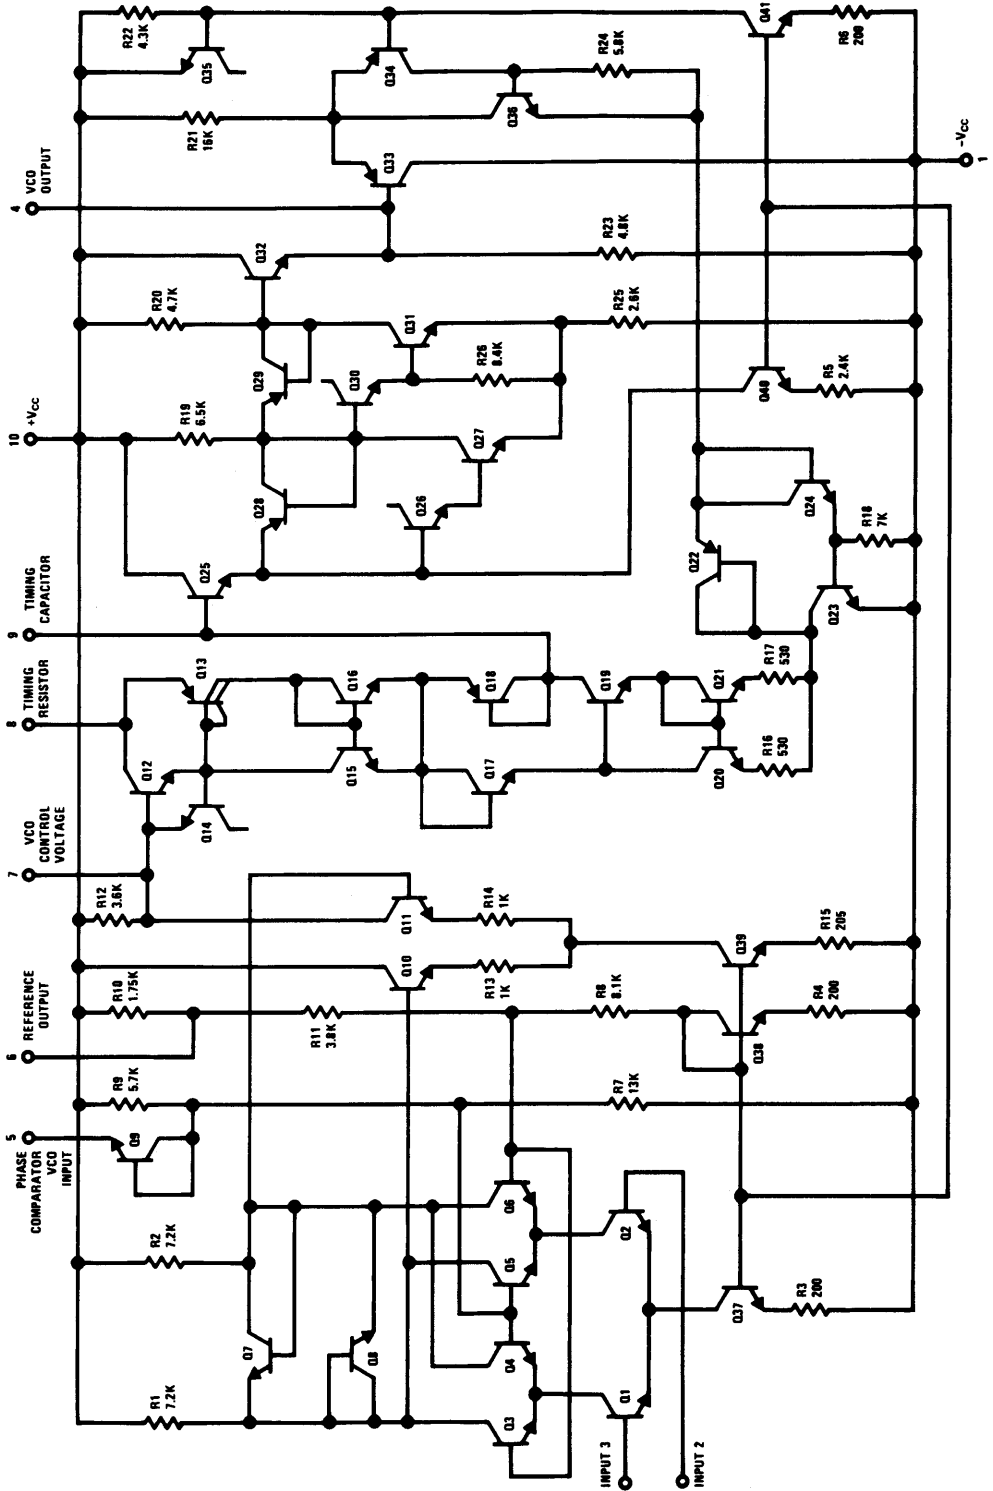 5
PHASE
COMPARATOR
VCO
INPUT
6
REFERENCE
OUTPUT
7
VCO
CONTROL
VOLTAGE
8
TIMING
RESISTOR
9
TIMING
CAPACITOR
10
+VCC
4
VCO
OUTPUT
R1
7.2K
R2
7.2K
R9
5.7K
Q9
R10
1.75K
R12
3.6K
Q12
Q14
Q13
Q25
R19
6.5K
R20
4.7K
Q32
R21
16K
R22
4.3K
Q35
Q7
Q8
R11
3.8K
Q10
Q11
Q15
Q16
Q28
Q29
Q30
Q31
Q26
Q27
R26
8.4K
Q33
Q34
Q36
Q3
Q4
Q5
Q6
R13
1K
R14
1K
Q17
Q18
Q19
R8
8.1K
R7
13K
R25
2.6K
R23
4.8K
R24
5.8K
INPUT 3
INPUT 2
Q1
Q2
Q20
Q21
R16
530
R17
530
Q22
Q24
Q23
R18
7K
Q37
Q38
Q39
Q40
Q41
R3
200
R4
200
R15
205
R5
2.4K
R6
200
-VCC
1